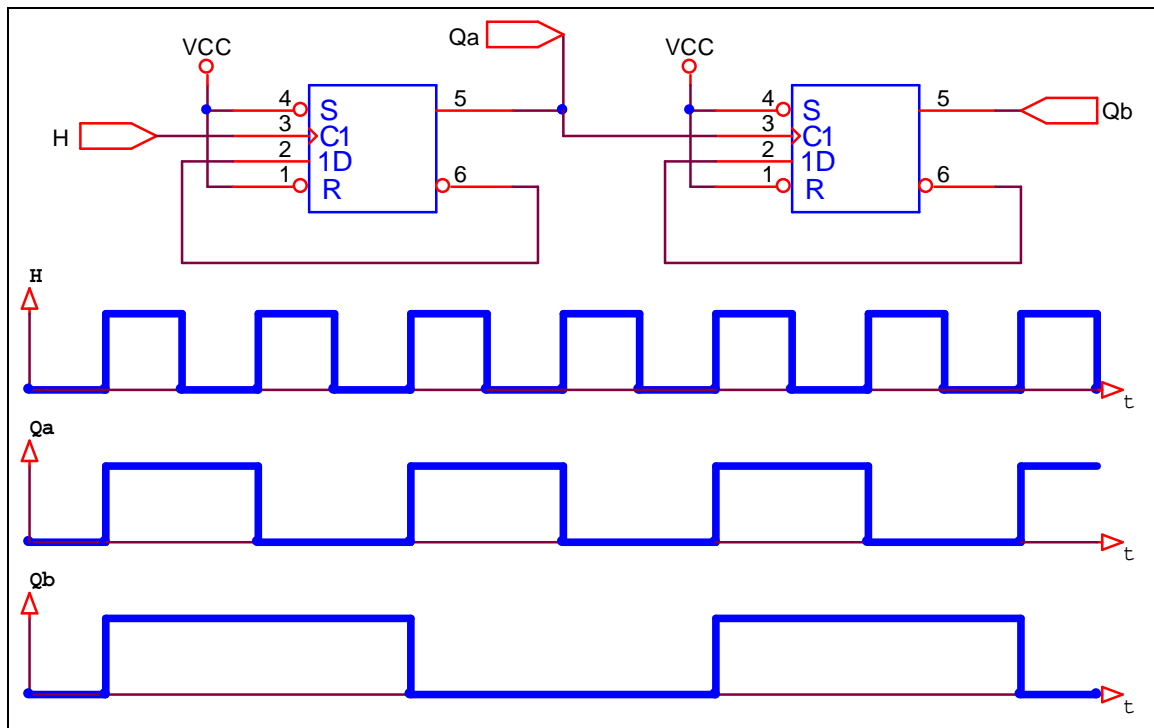 Qa
VCC VCC
4 S 5 4 S 5 Qb
H 3 C1 3 C1
2 1D 2 1D
1 R 6 1 R 6
H
t
Qa
t
Qb
t